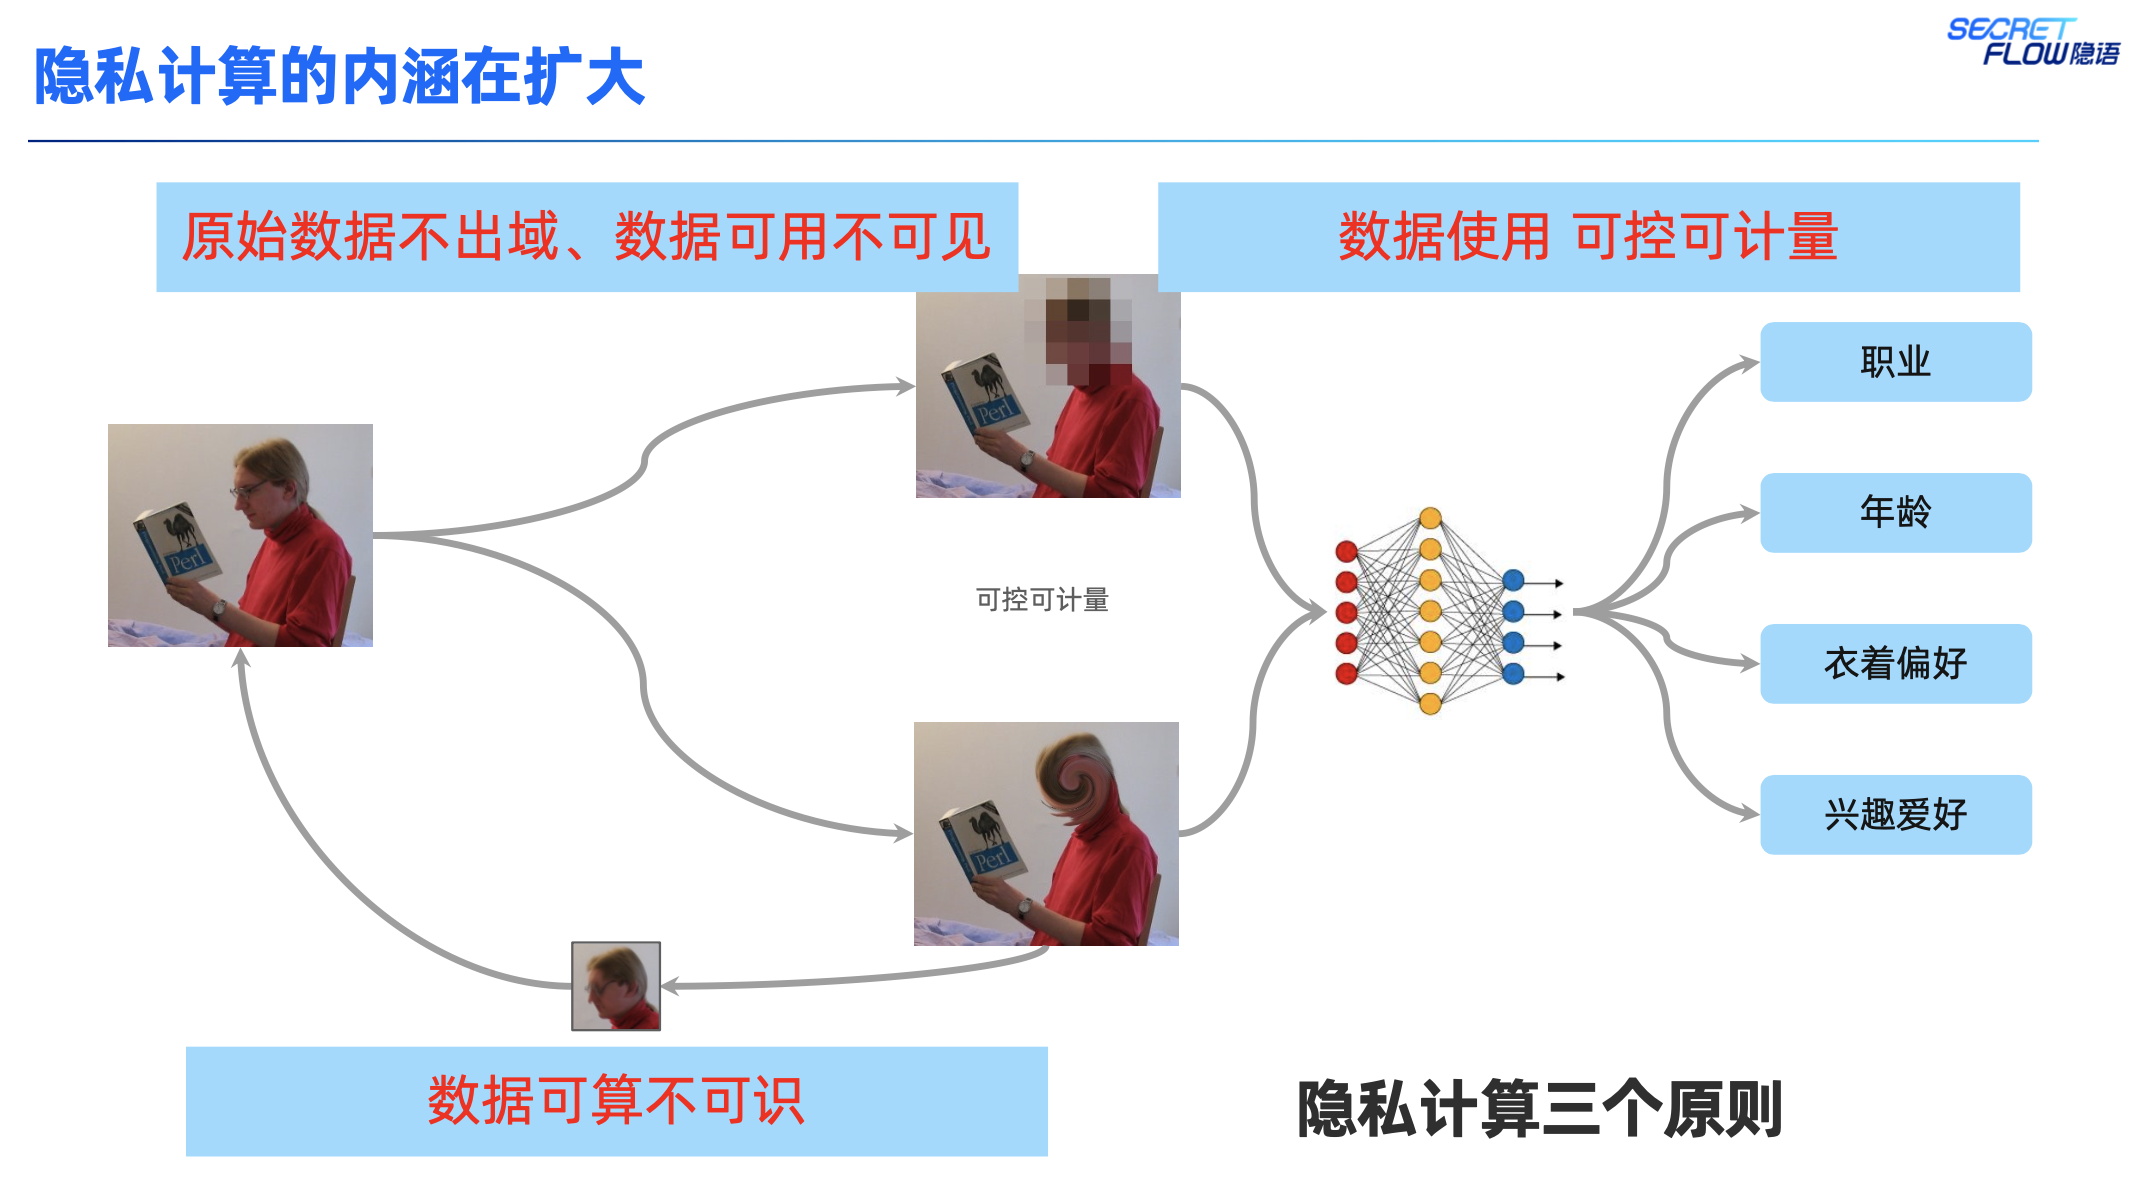 隐私计算的内涵在扩大
SECRET
FLOW隐语
原始数据不出域、数据可用不可见
数据使用 可控可计量
职业
Perl
年龄
Perl
可控可计量
衣着偏好
兴趣爱好
Perl
数据可算不可识
隐私计算三个原则